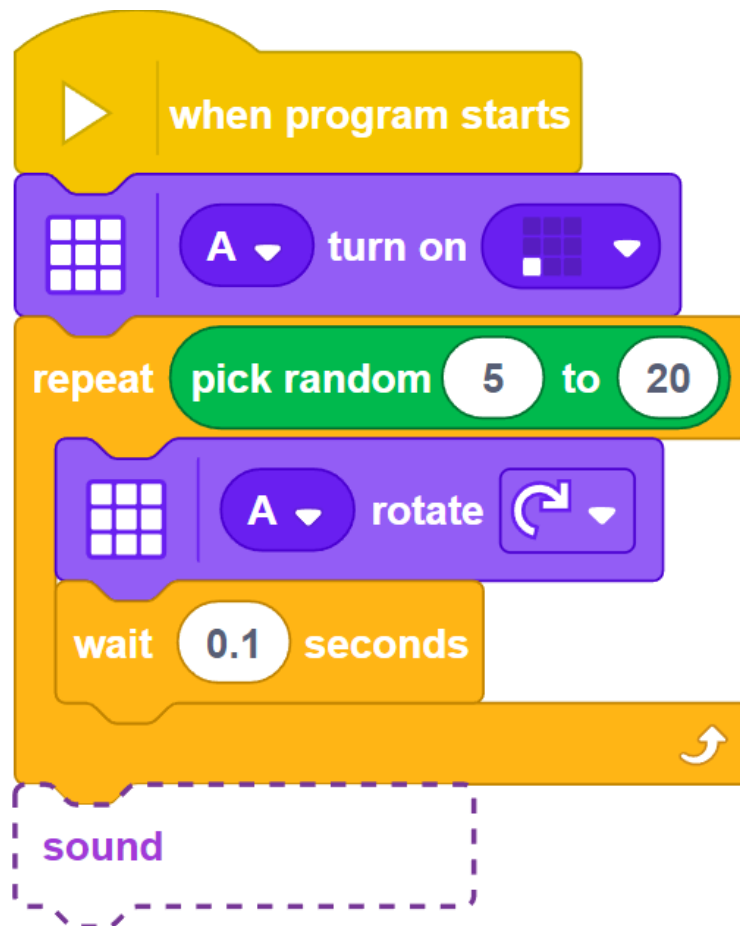 when program starts
A turn on
repeat pick random 5 to 20
A rotate
wait 0.1 seconds
sound